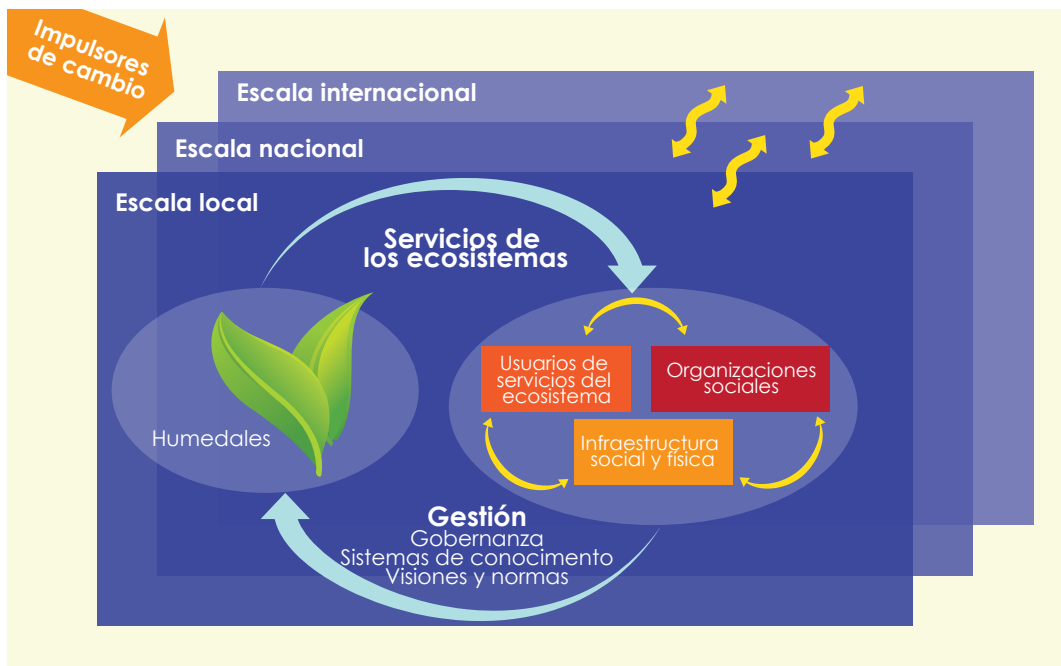 Impulsores
de cambio
Escala internacional
Escala nacional
Escala local
Servicios de
los ecosistemas
Usuarios de
servicios del
ecosistema
Organizaciones
sociales
Infraestructura
social y física
Humedales
Gestión
Gobernanza
Sistemas de conocimento
Visiones y normas